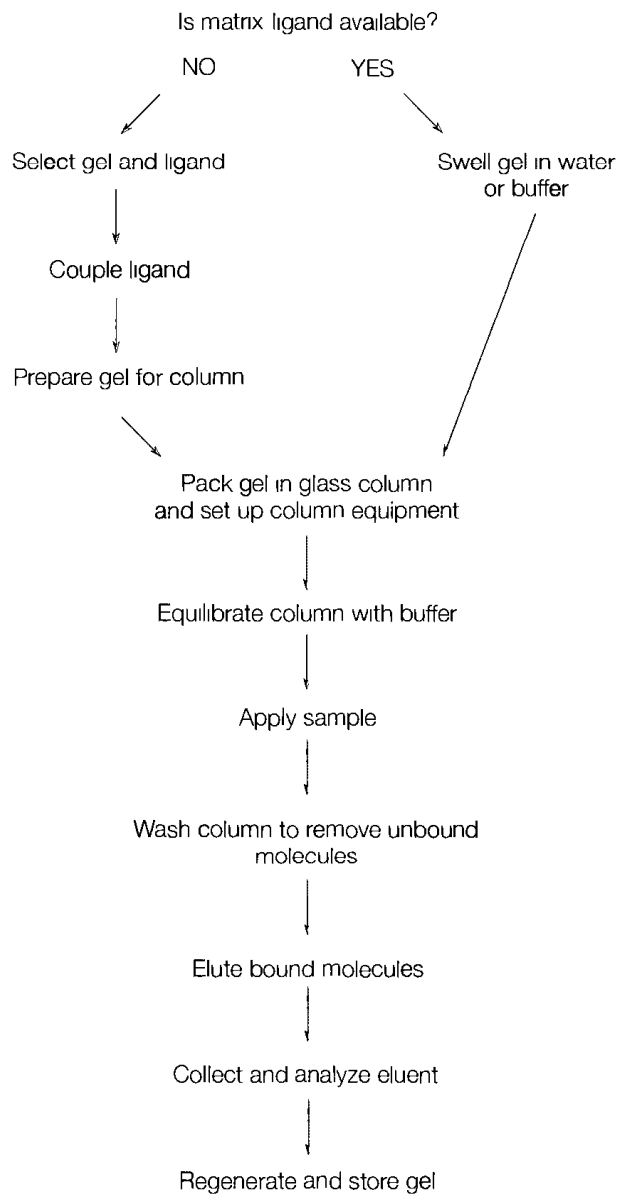 Is matrix ligand available?
NO YES
Select gel and ligand
Swell gel in water
or buffer
Couple ligand
Prepare gel for column
Pack gel in glass column
and set up column equipment
Equilibrate column with buffer
Apply sample
Wash column to remove unbound
molecules
Elute bound molecules
Collect and analyze eluent
Regenerate and store gel